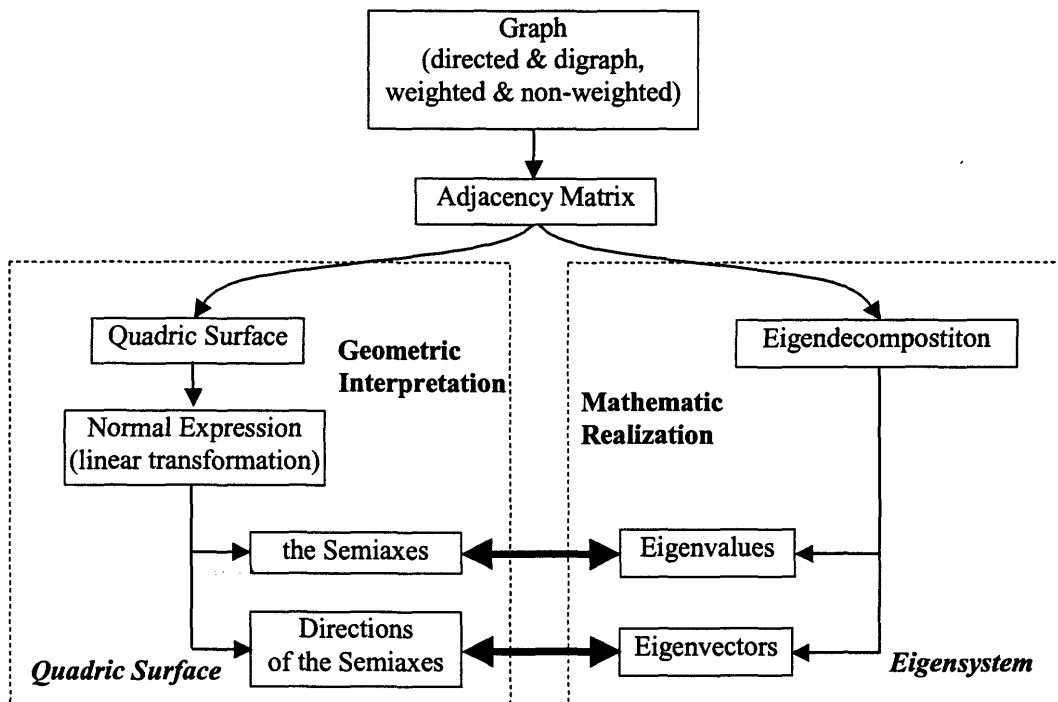 Graph
(directed & digraph,
weighted & non-weighted)
Adjacency Matrix
Quadric Surface
Geometric
Interpretation
Normal Expression
(linear transformation)
the Semiaxes
Directions
of the Semiaxes
Quadric Surface
Eigendecompostiton
Mathematic
Realization
Eigenvalues
Eigenvectors
Eigensystem